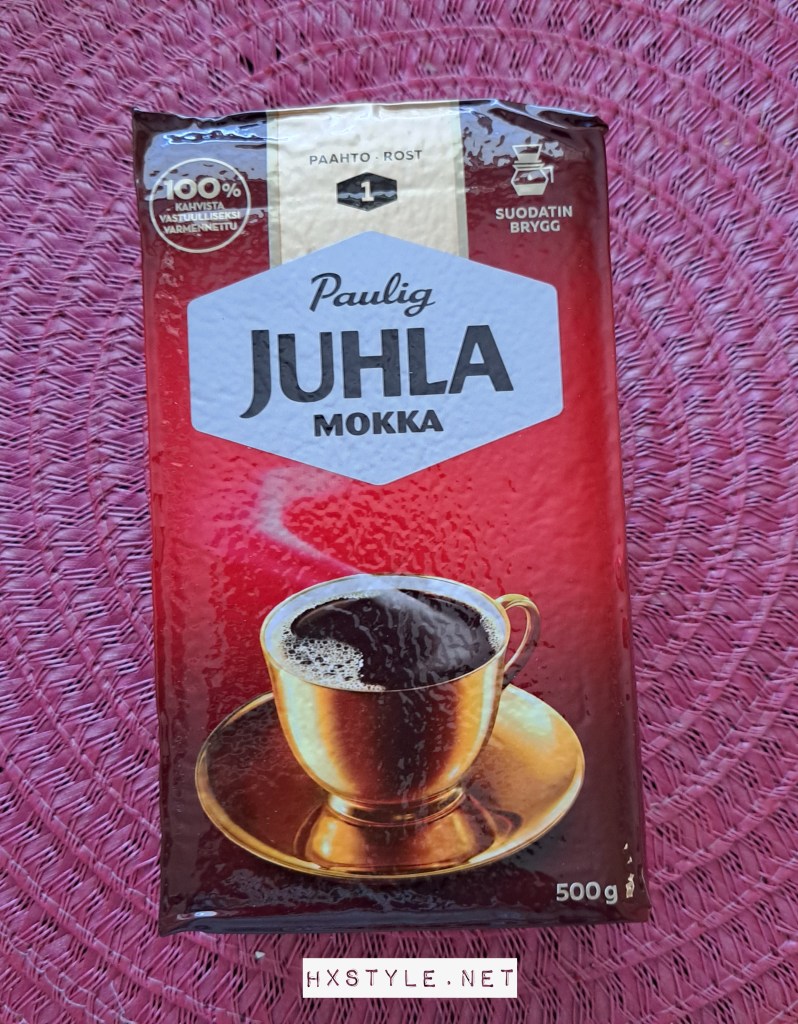 PAAHTO · ROST
1
100%
KAHVISTA
VASTUULLISEKSI
VARMENNETTU
SUODATIN
BRYGG
Paulig
JUHLA
MOKKA
500g
HXSTYLE.NET